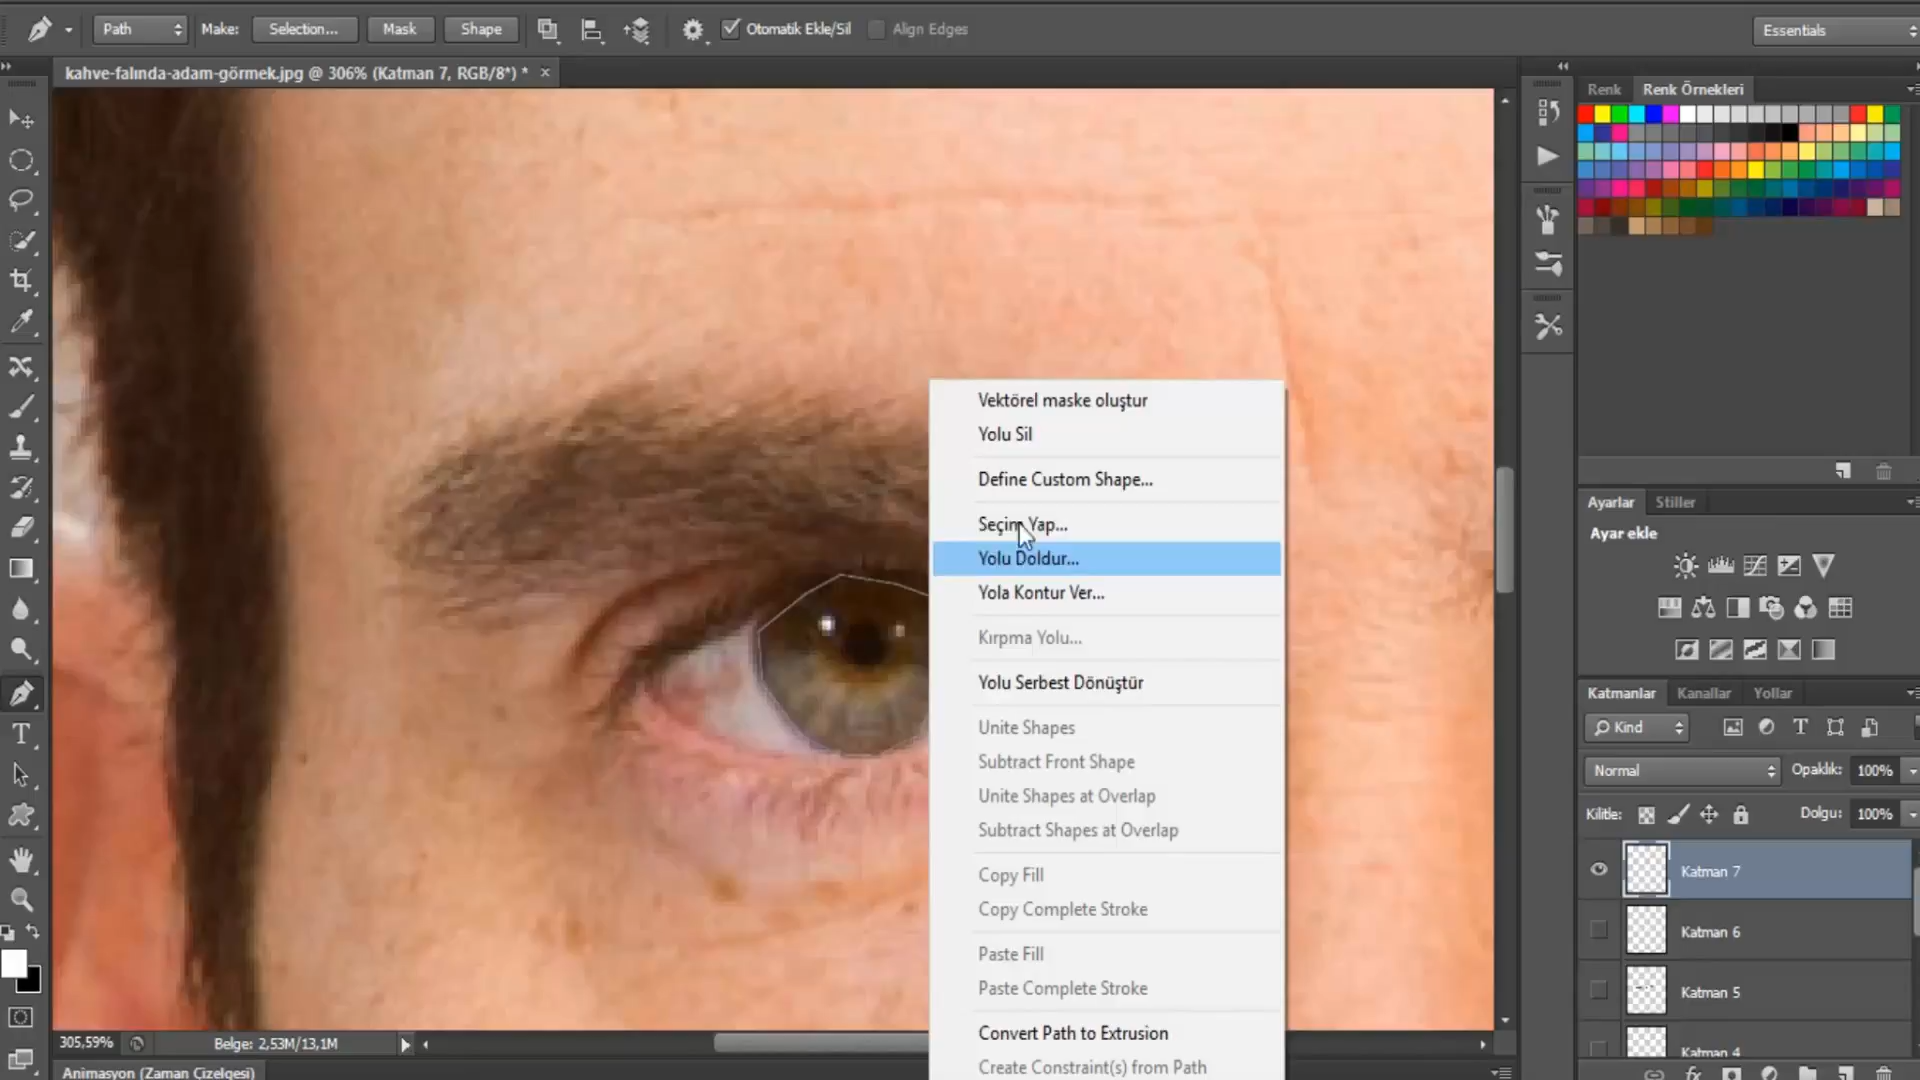 Path
Make:
Selection...
Mask
Shape
Otomatik Ekle/Sil
Align Edges
Essentials
kahve-falında-adam-görmek.jpg @ 306% (Katman 7, RGB/8*) *
Renk
Renk Örnekleri
Vektörel maske oluştur
Yolu Sil
Define Custom Shape...
Seçim Yap...
Yolu Doldur...
Yola Kontur Ver...
Kırpma Yolu...
Yolu Serbest Dönüştür
Unite Shapes
Subtract Front Shape
Unite Shapes at Overlap
Subtract Shapes at Overlap
Copy Fill
Copy Complete Stroke
Paste Fill
Paste Complete Stroke
Convert Path to Extrusion
Create Constraint(s) from Path
Ayarlar
Stiller
Ayar ekle
Katmanlar
Kanallar
Yollar
Kind
Normal
Opaklık:
100%
Kilitle:
Dolgu:
100%
Katman 7
Katman 6
Katman 5
Katman 4
305,59%
Belge: 2,53M/13,1M
Animasyon (Zaman Çizelgesi)